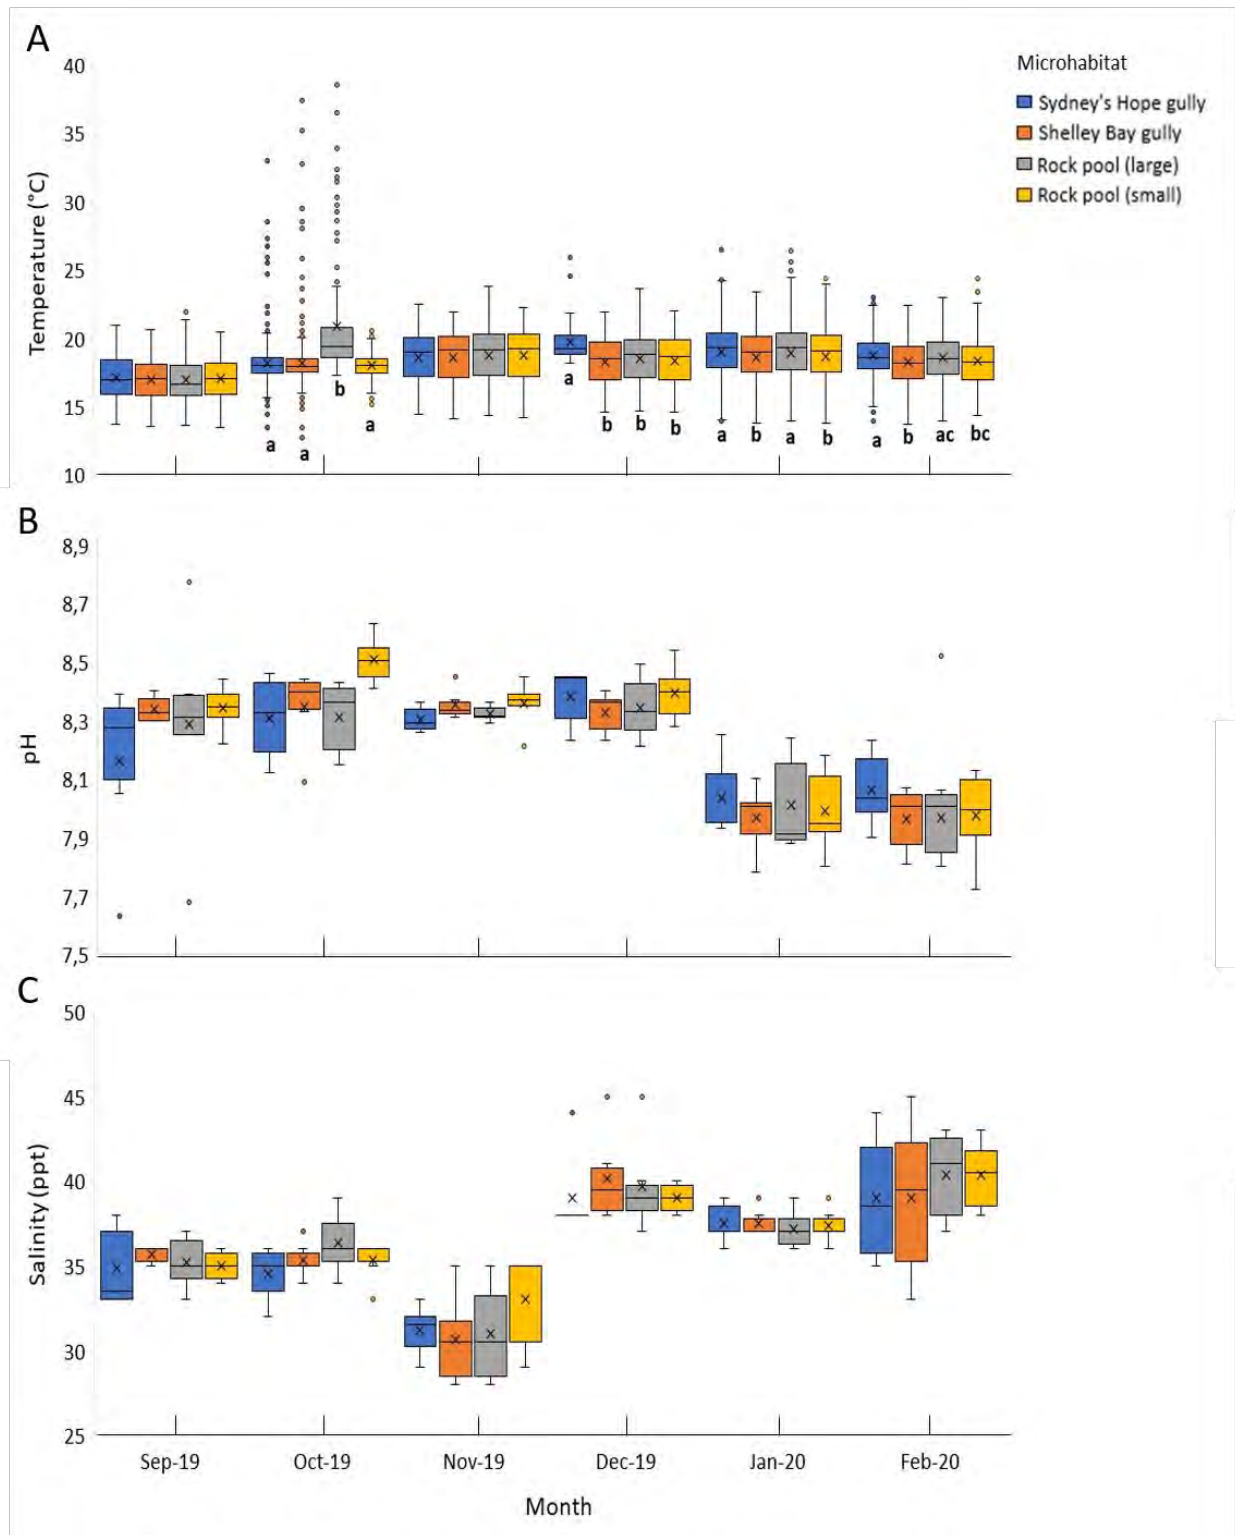 A
Temperature (°C)
40
35
30
25
20
15
10
Microhabitat
Sydney's Hope gully
Shelley Bay gully
Rock pool (large)
Rock pool (small)
a
a
b
a
a
b
b
b
a
b
a
b
a
b
ac
bc
B
pH
8,9
8,7
8,5
8,3
8,1
7,9
7,7
7,5
C
Salinity (ppt)
50
45
40
35
30
25
Sep-19 Oct-19 Nov-19 Dec-19 Jan-20 Feb-20
Month